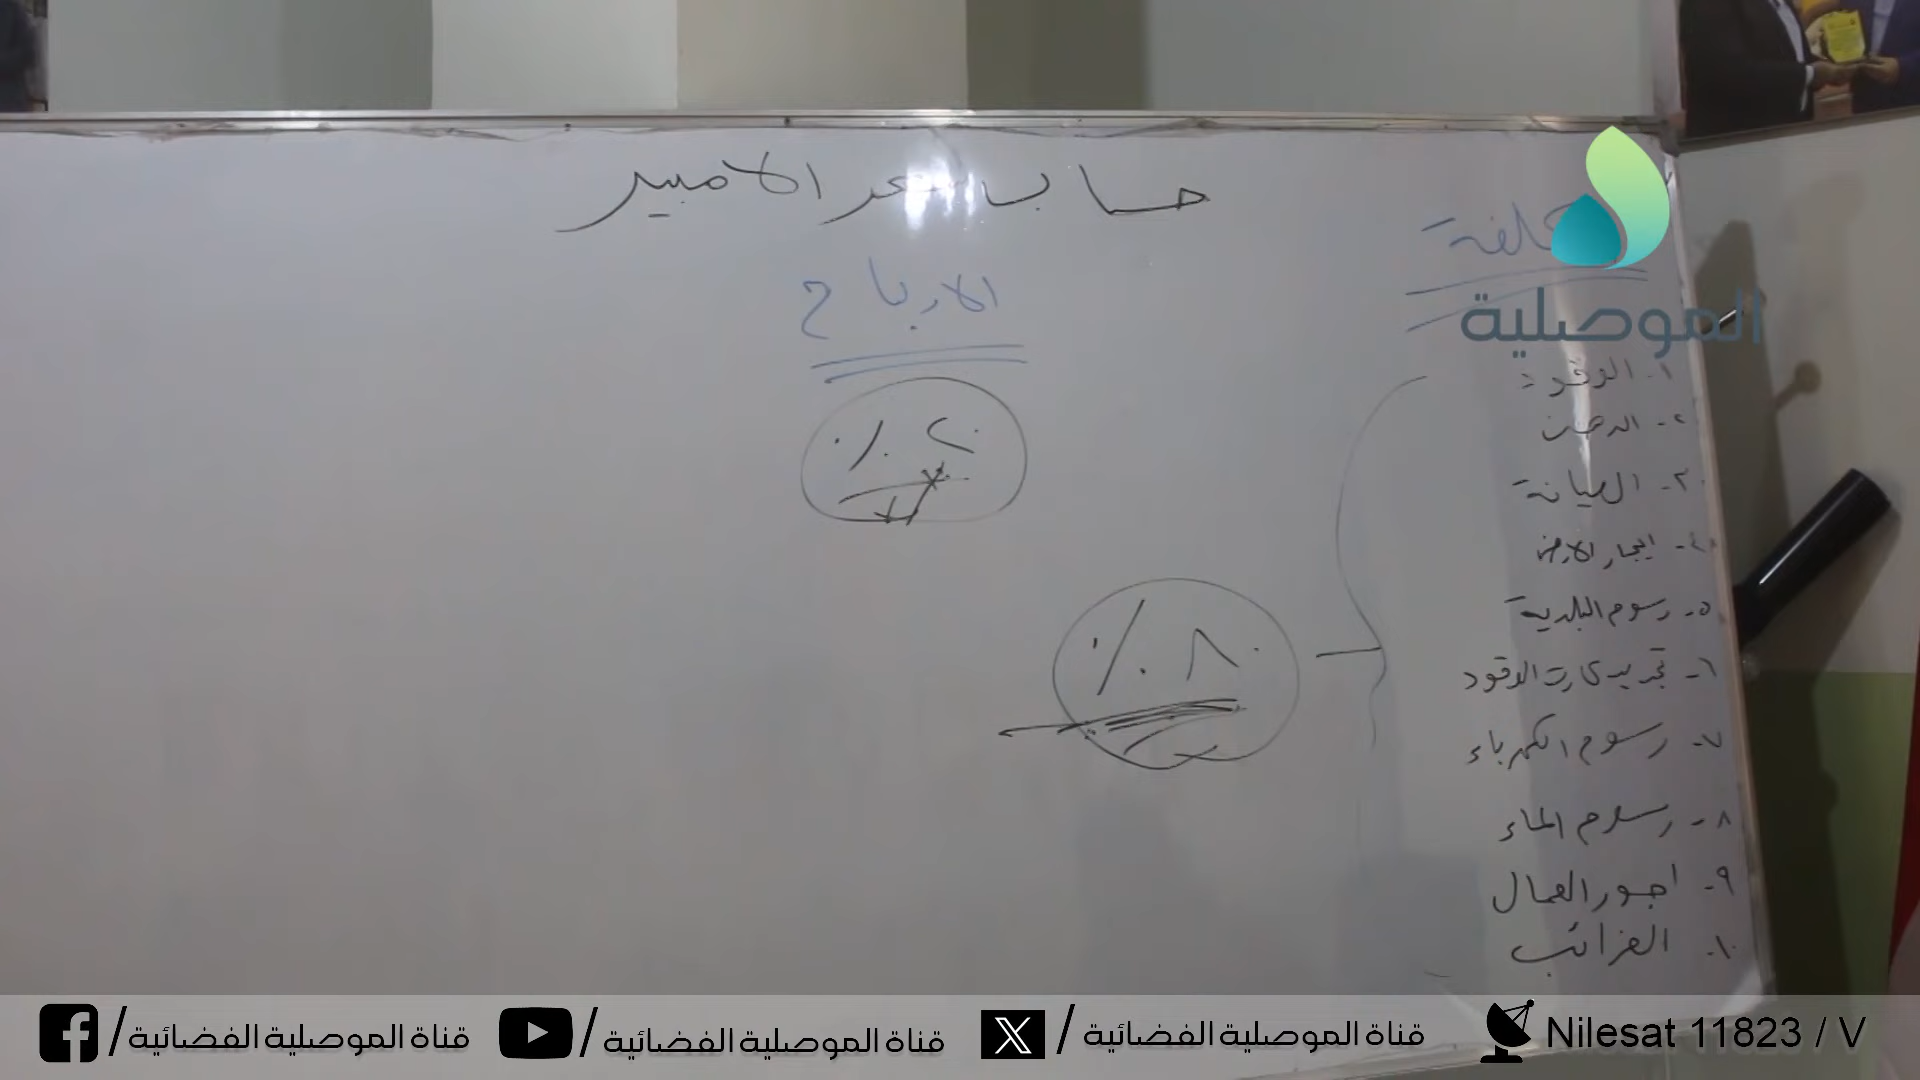 حساب سعر الامبير
كلفة
الموصلية
الارباح
٢٠٪
٨٠٪
١- الوقود
٢- الدهن
٣- الصيانة
٤- ايجار الارض
٥- رسوم البلدية
٦- تجديد كارت الوقود
٧- رسوم الكهرباء
٨- رسوم الماء
٩- اجور العمال
١٠- الضرائب
/قناة الموصلية الفضائية
/قناة الموصلية الفضائية
X /قناة الموصلية الفضائية
Nilesat 11823 / V